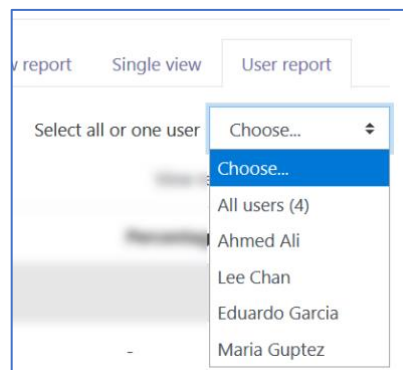 report Single view User report
Select all or one user Choose...
Choose...
All users (4)
Ahmed Ali
Lee Chan
Eduardo Garcia
Maria Guptez
-